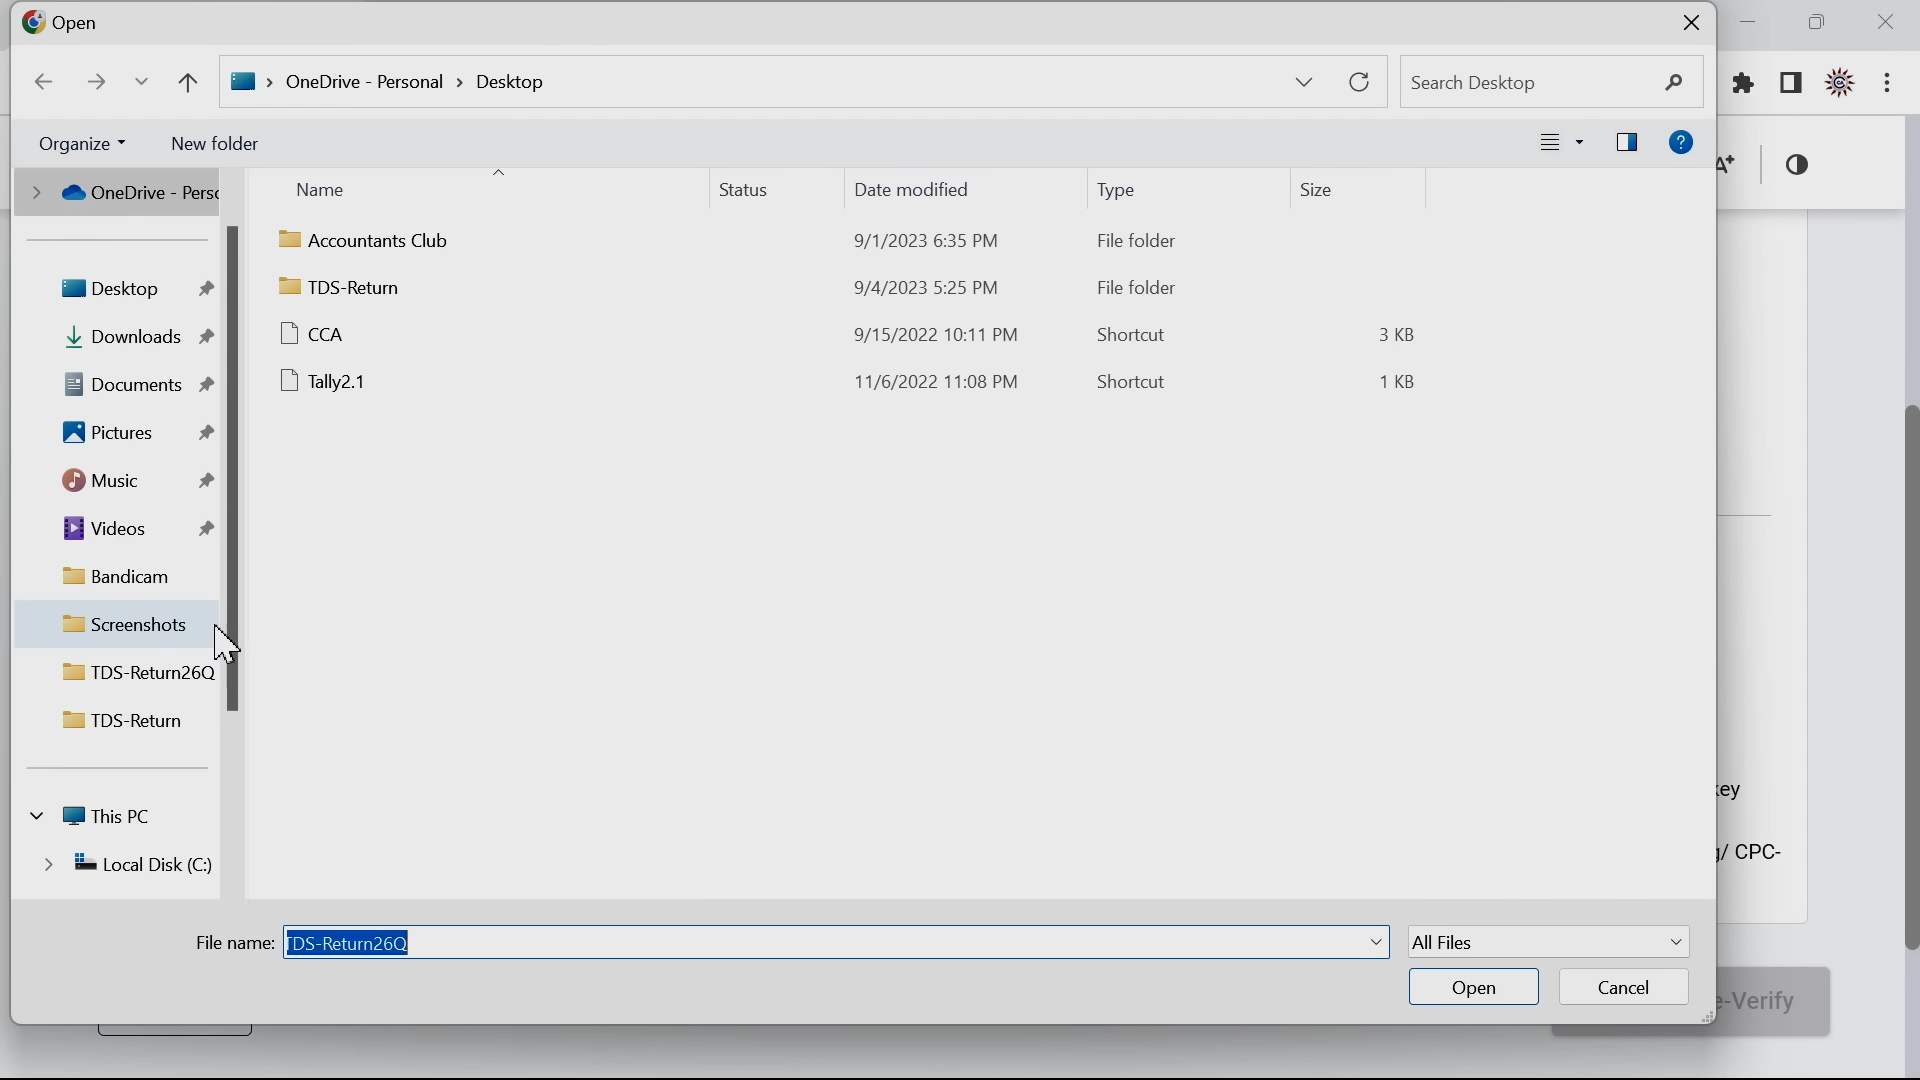 Open
OneDrive - Personal > Desktop
Search Desktop
Organize
New folder
OneDrive - Pers
Name Status Date modified Type Size
Accountants Club 9/1/2023 6:35 PM File folder
TDS-Return 9/4/2023 5:25 PM File folder
CCA 9/15/2022 10:11 PM Shortcut 3 KB
Tally2.1 11/6/2022 11:08 PM Shortcut 1 KB
Desktop
Downloads
Documents
Pictures
Music
Videos
Bandicam
Screenshots
TDS-Return26Q
TDS-Return
This PC
Local Disk (C:)
key
g/ CPC-
File name: TDS-Return26Q All Files
Open Cancel
e-Verify
A+